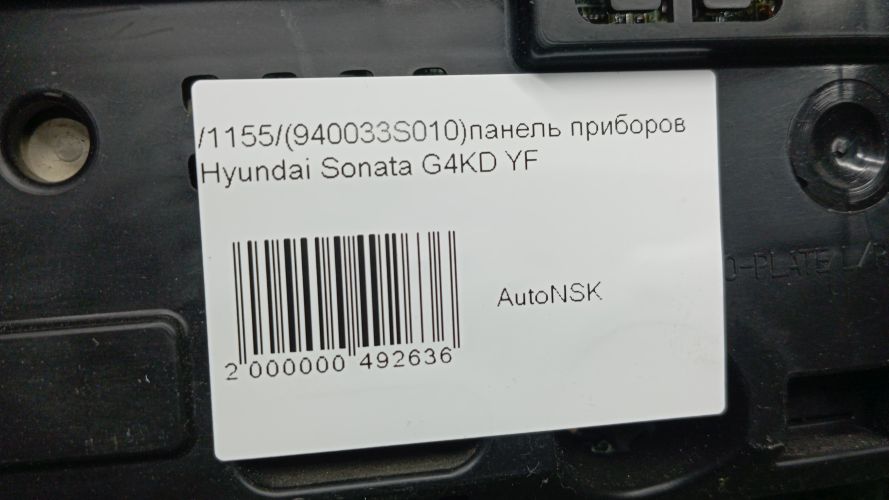 /1155/(940033S010)панель приборов
Hyundai Sonata G4KD YF
AutoNSK
2 000000 492636